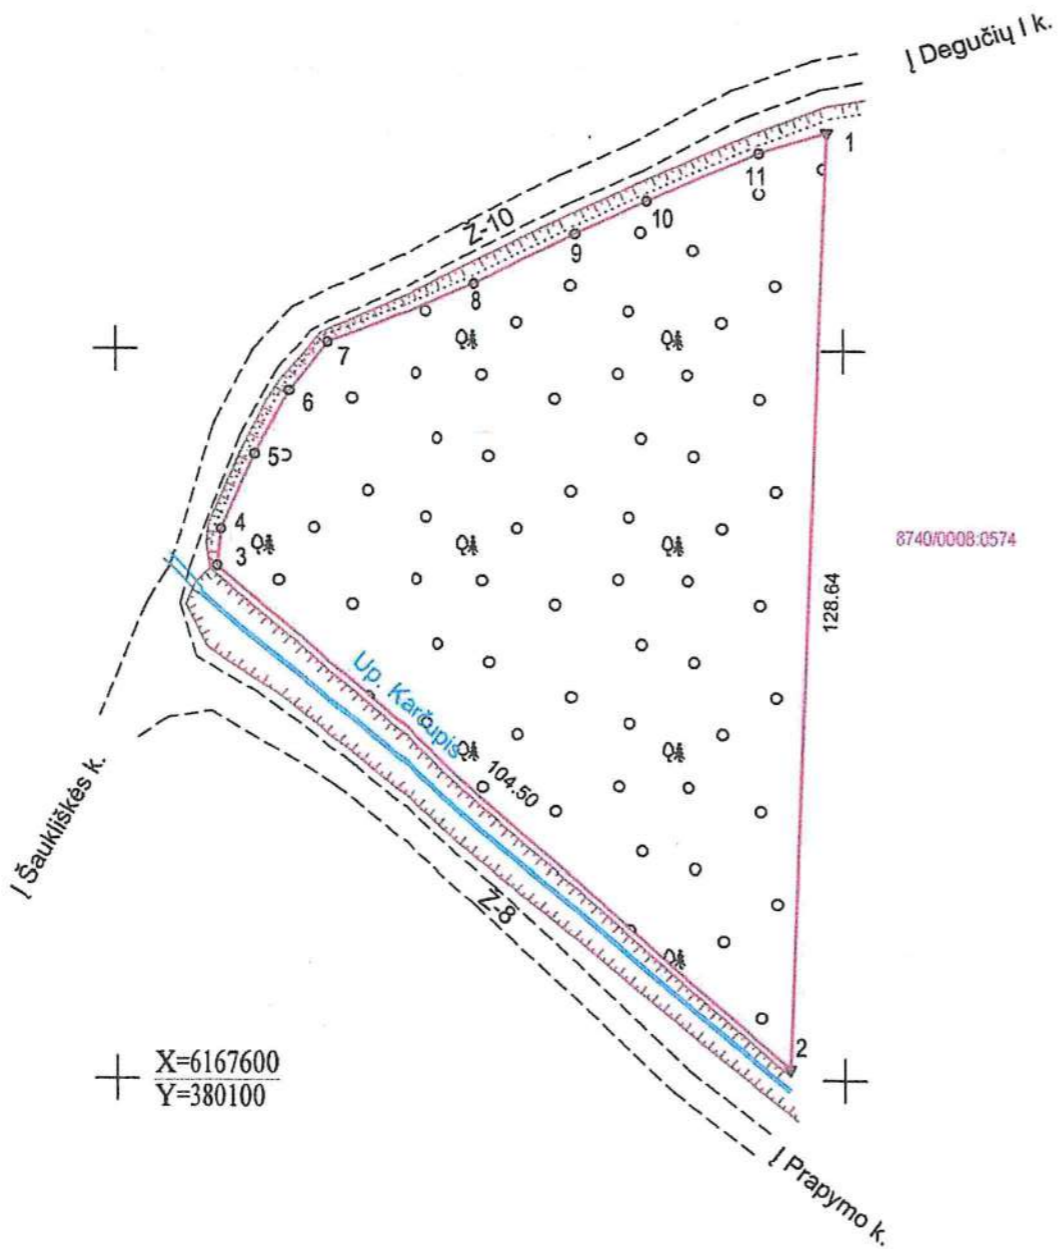 Į Degučių I k.
1
11
Ž-10
10
9
8
7
6
5
4
3
8740/0008:0574
128.64
Up. Karčupis
104.50
Į Šaukliškės k.
Ž-8
2
X=6167600
Y=380100
Į Prapymo k.